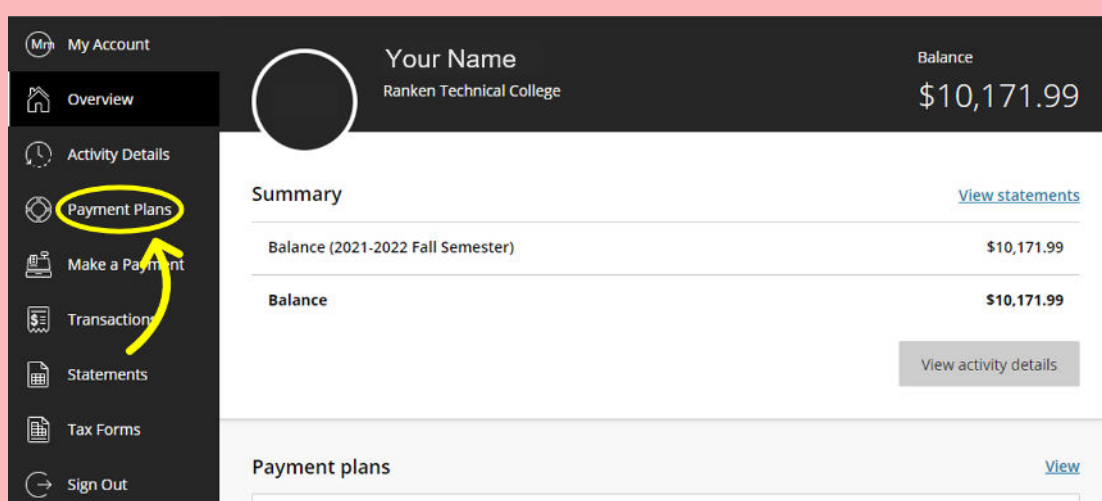 Mm My Account
Overview
Activity Details
Payment Plans
Make a Payment
Transactions
Statements
Tax Forms
Sign Out
Your Name
Ranken Technical College
Balance
$10,171.99
Summary
View statements
Balance (2021-2022 Fall Semester) $10,171.99
Balance $10,171.99
View activity details
Payment plans
View